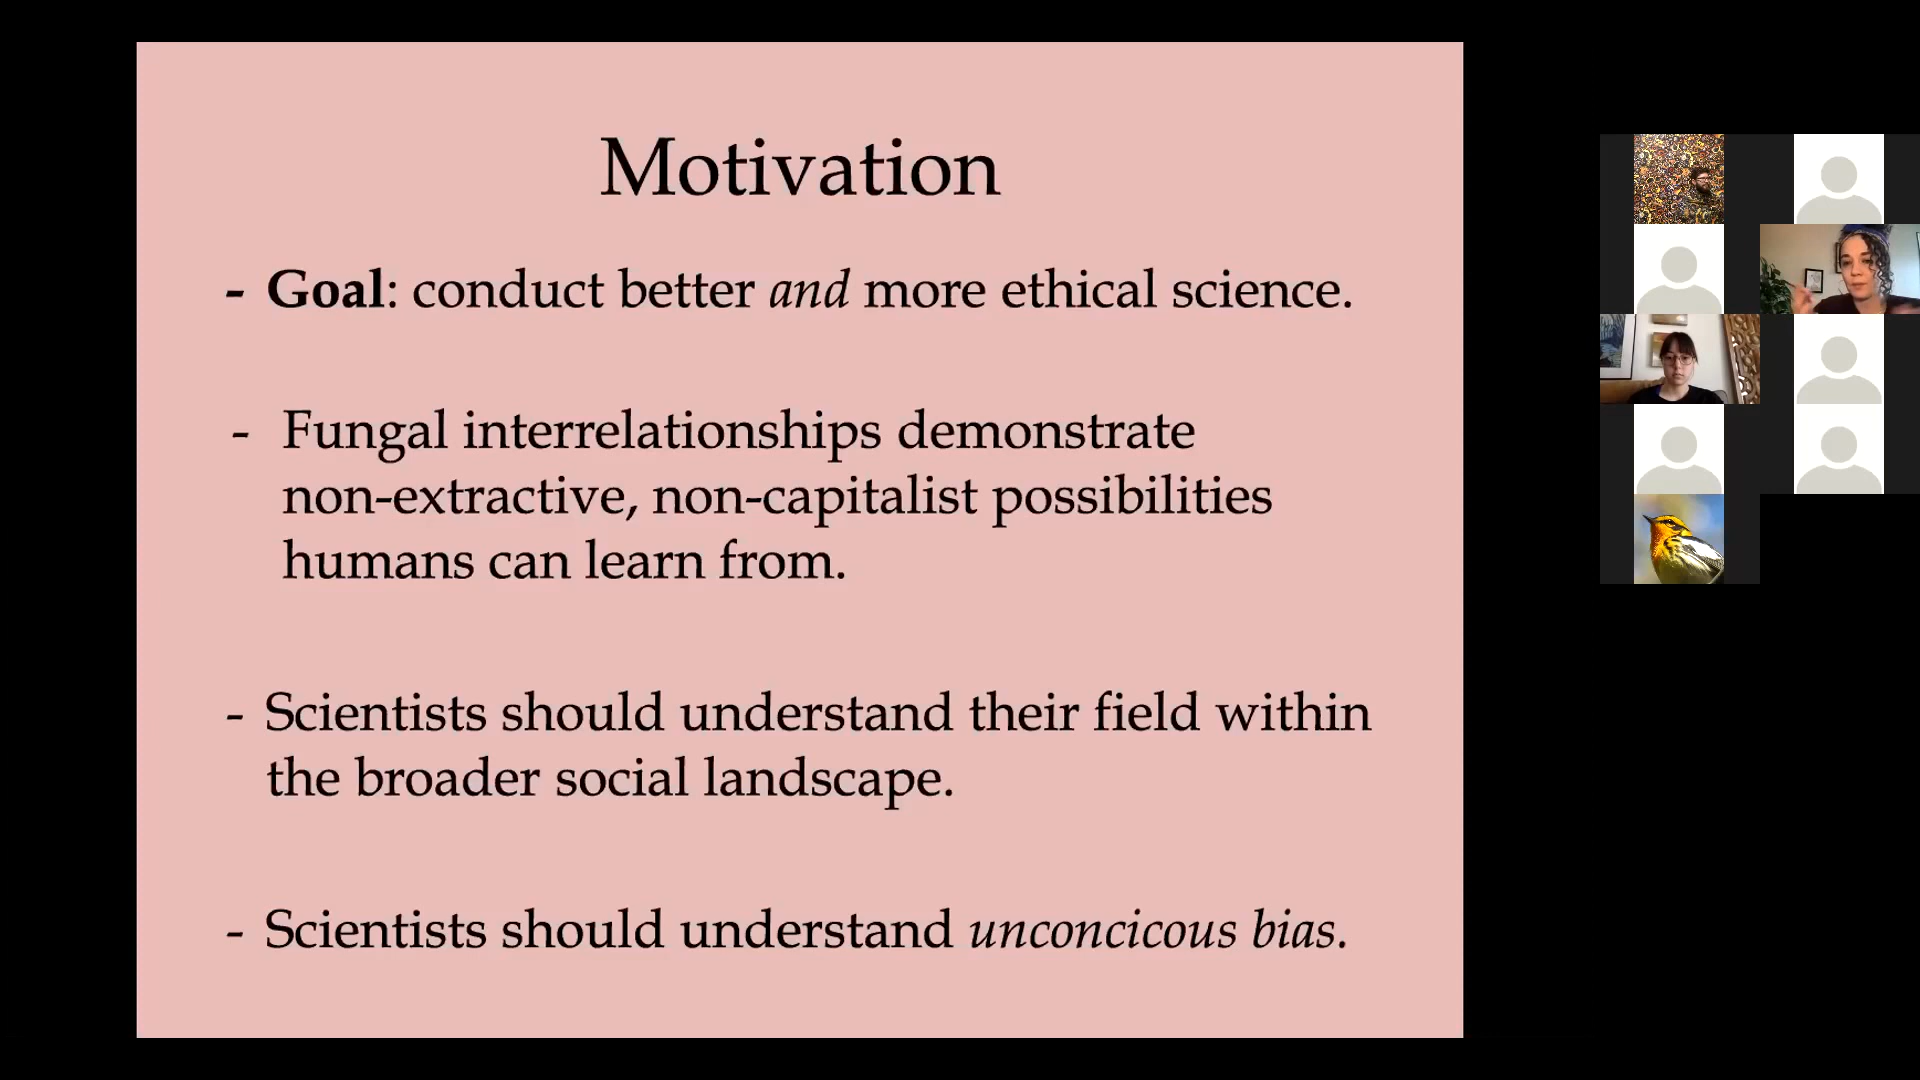 Motivation
- Goal: conduct better and more ethical science.
- Fungal interrelationships demonstrate
non-extractive, non-capitalist possibilities
humans can learn from.
- Scientists should understand their field within
the broader social landscape.
- Scientists should understand unconcicous bias.